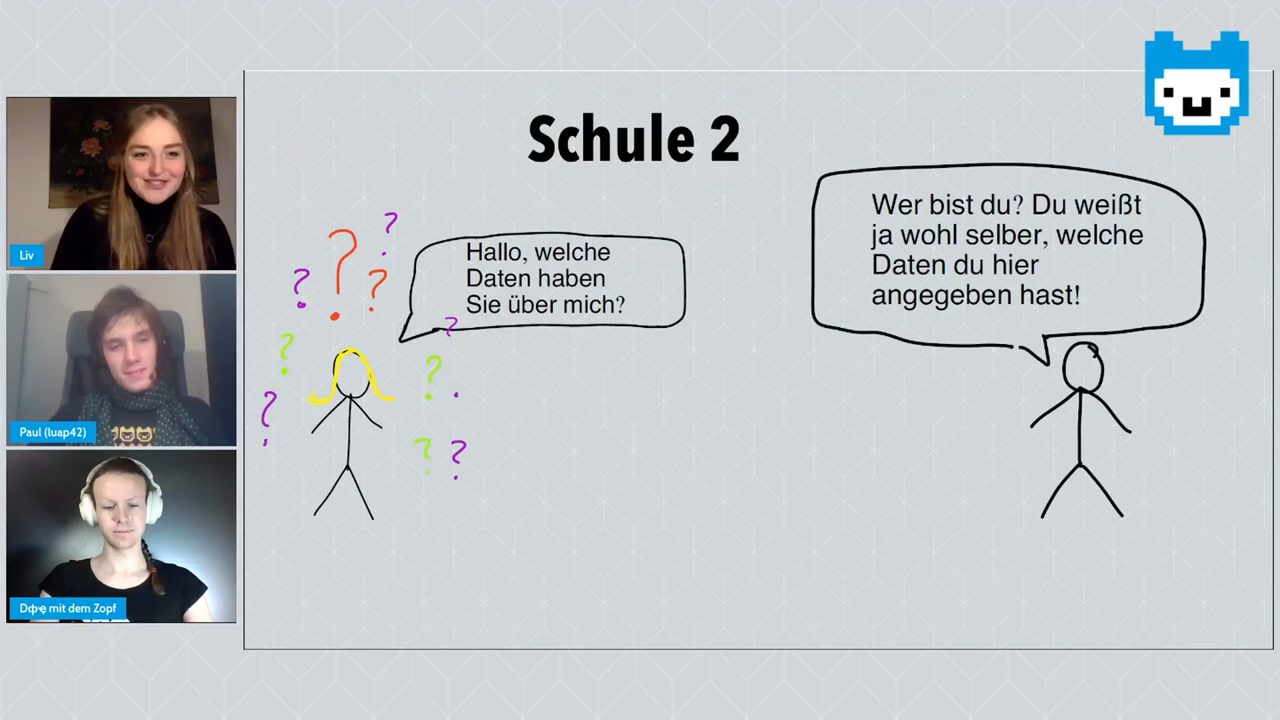 Schule 2
Hallo, welche
Daten haben
Sie über mich?
Wer bist du? Du weißt
ja wohl selber, welche
Daten du hier
angegeben hast!
Liv
Paul (luap42)
Dфę mit dem Zopf